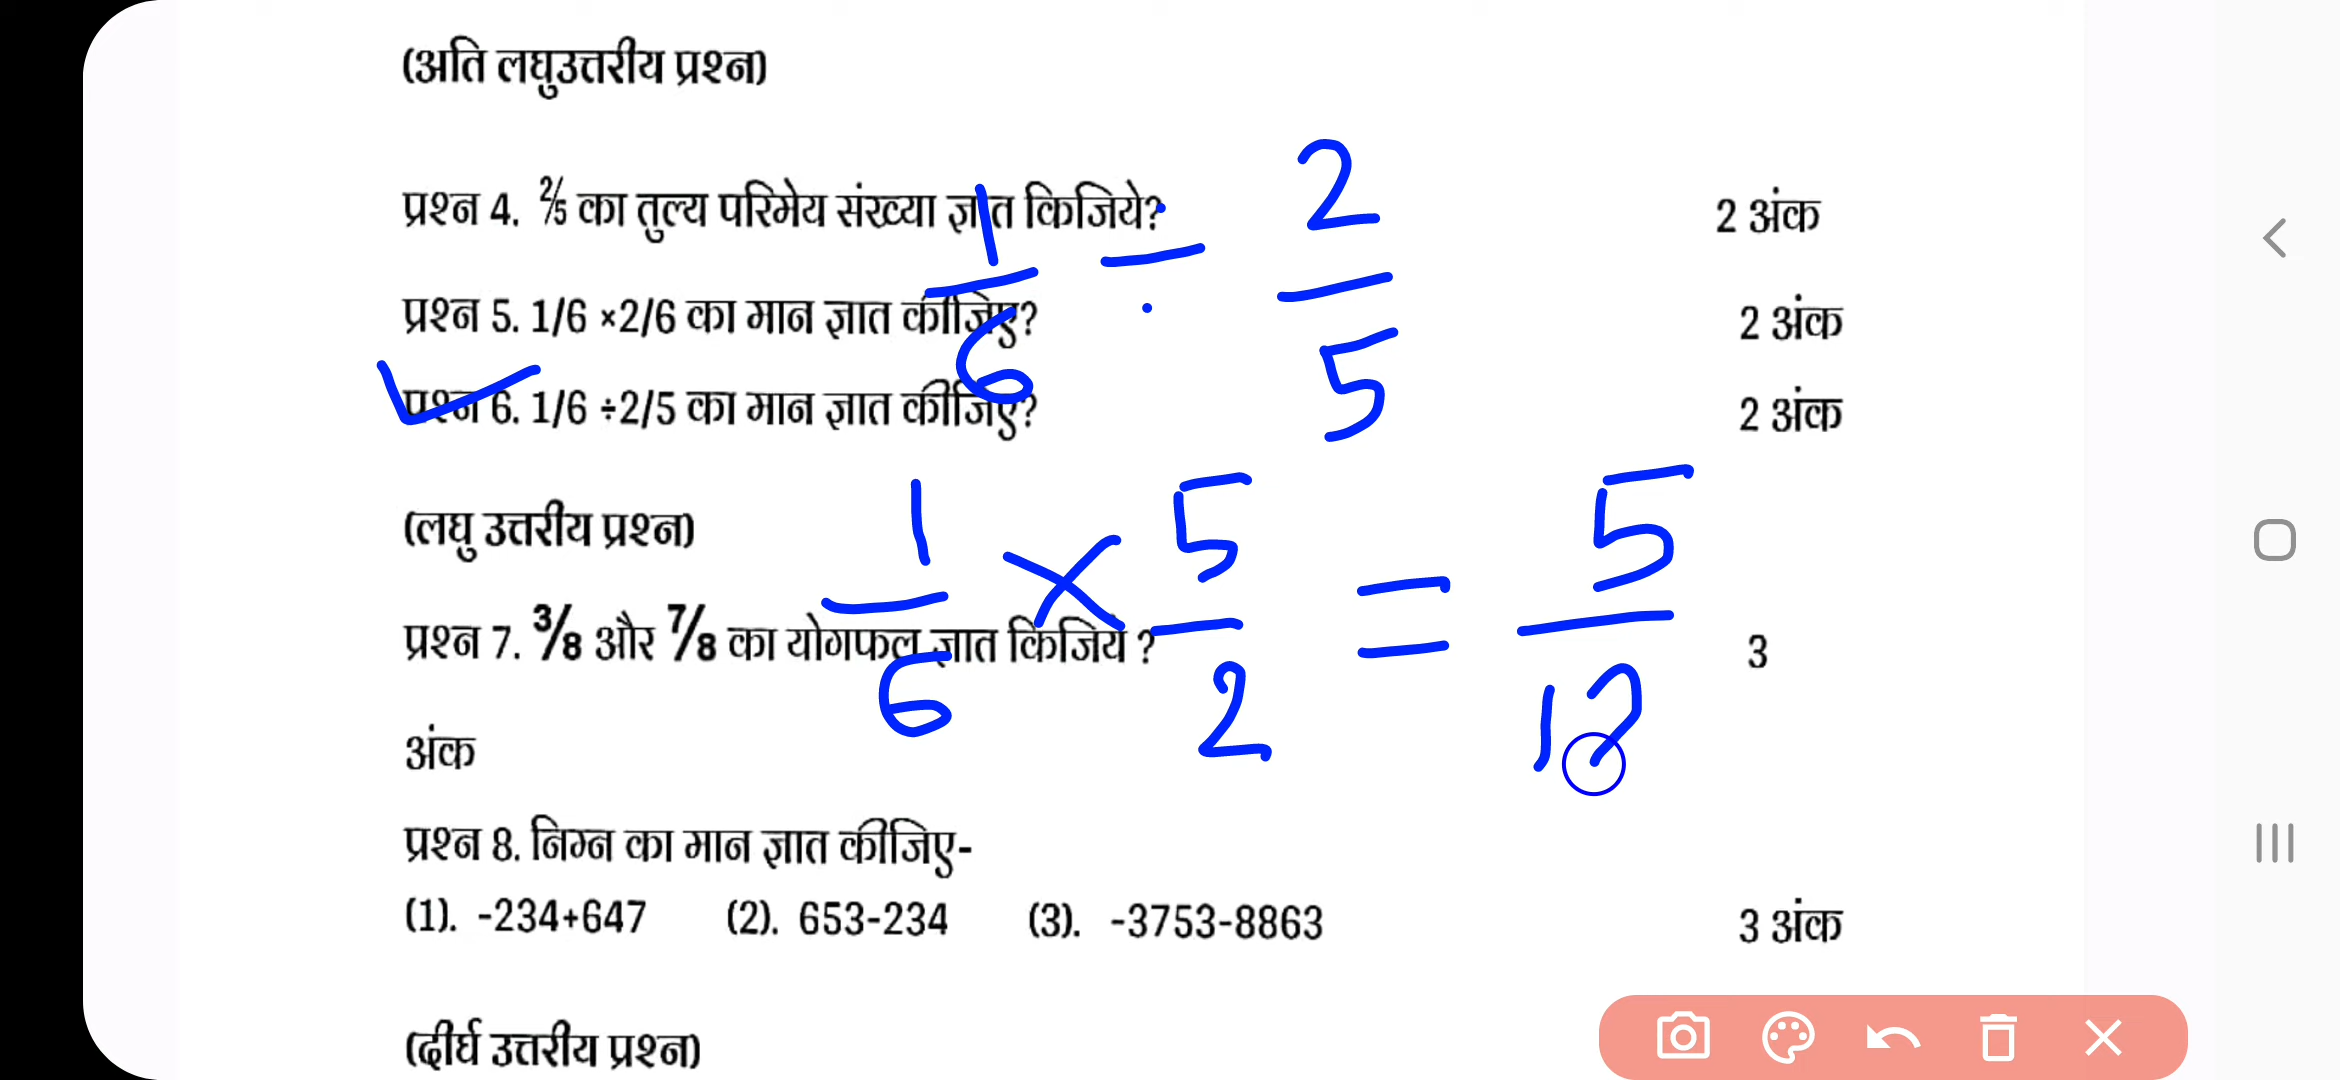 (अति लघुउत्तरीय प्रश्न)
प्रश्न 4. ⅖ का तुल्य परिमेय संख्या ज्ञात किजिये? 2 अंक
प्रश्न 5. 1/6 ×2/6 का मान ज्ञात कीजिए? 2 अंक
प्रश्न 6. 1/6 ÷2/5 का मान ज्ञात कीजिए? 2 अंक
1/6 ÷ 2/5
1/6 × 5/2 = 5/12
(लघु उत्तरीय प्रश्न)
प्रश्न 7. 3/8 और 7/8 का योगफल ज्ञात किजिये ? 3
अंक
प्रश्न 8. निम्न का मान ज्ञात कीजिए-
(1). -234+647 (2). 653-234 (3). -3753-8863 3 अंक
(दीर्घ उत्तरीय प्रश्न)